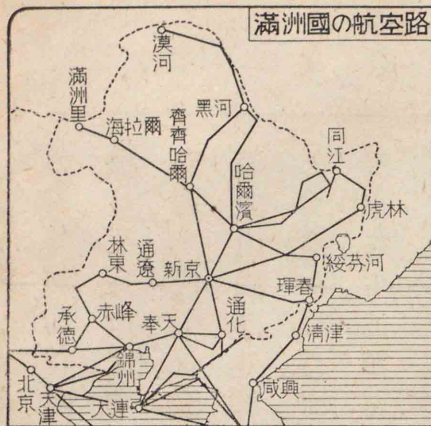 滿洲國の航空路
漠河
滿洲里
海拉爾
齊齊哈爾
黑河
哈爾濱
同江
虎林
綏芬河
林東
通遼
新京
琿春
承德
赤峰
奉天
通化
淸津
錦州
北京
天津
大連
咸興